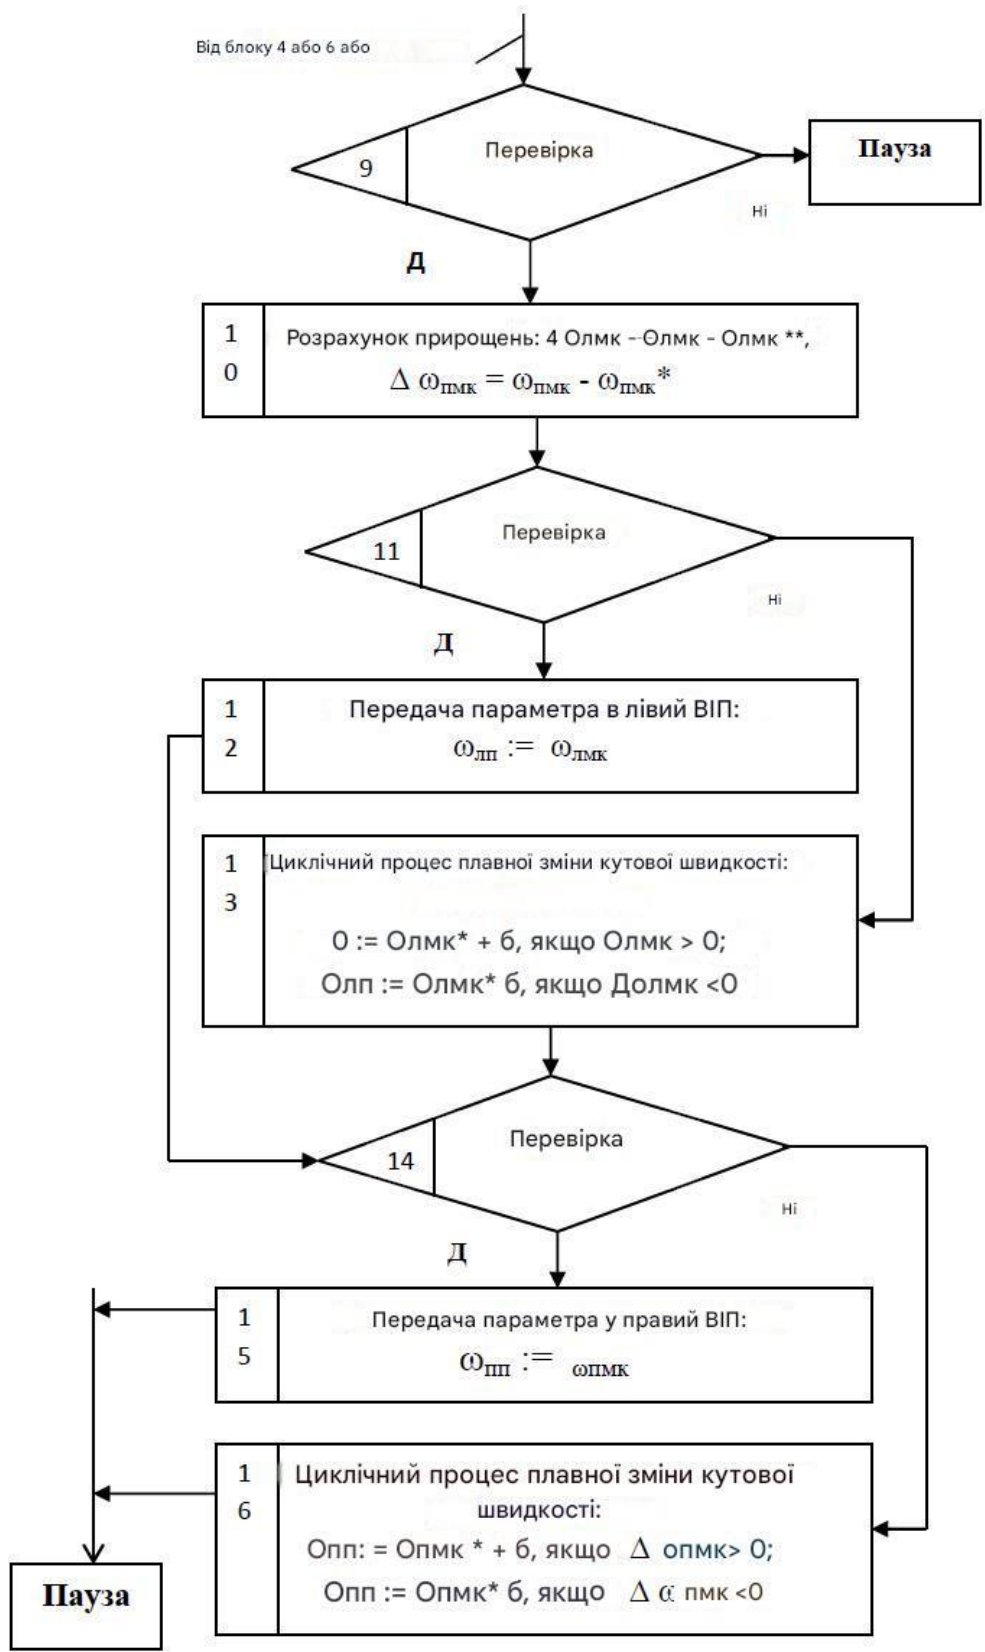 Від блоку 4 або 6 або
Перевірка
9
Пауза
Ні
Д
1
0
Розрахунок прирощень: 4 Олмк - Олмк - Олмк **,
Δ ωпмк = ωпмк - ωпмк*
Перевірка
11
Ні
Д
1
2
Передача параметра в лівий ВІП:
ωлп := ωлмк
1
3
Циклічний процес плавної зміни кутової швидкості:
0 := Олмк* + б, якщо Олмк > 0;
Олп := Олмк* б, якщо Долмк <0
Перевірка
14
Ні
Д
1
5
Передача параметра у правий ВІП:
ωпп := ωпмк
1
6
Циклічний процес плавної зміни кутової
швидкості:
Опп: = Опмк * + б, якщо Δ опмк> 0;
Опп := Опмк* б, якщо Δ α пмк <0
Пауза